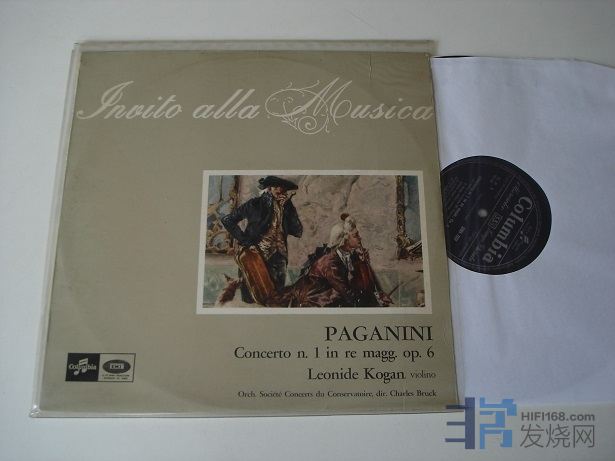 Invito alla Musica
PAGANINI
Concerto n. 1 in re magg. op. 6
Leonide Kogan, violino
Orch. Société Concerts du Conservatoire, dir. Charles Bruck
Columbia
EMI
Columbia
HIFI168.com
发烧网